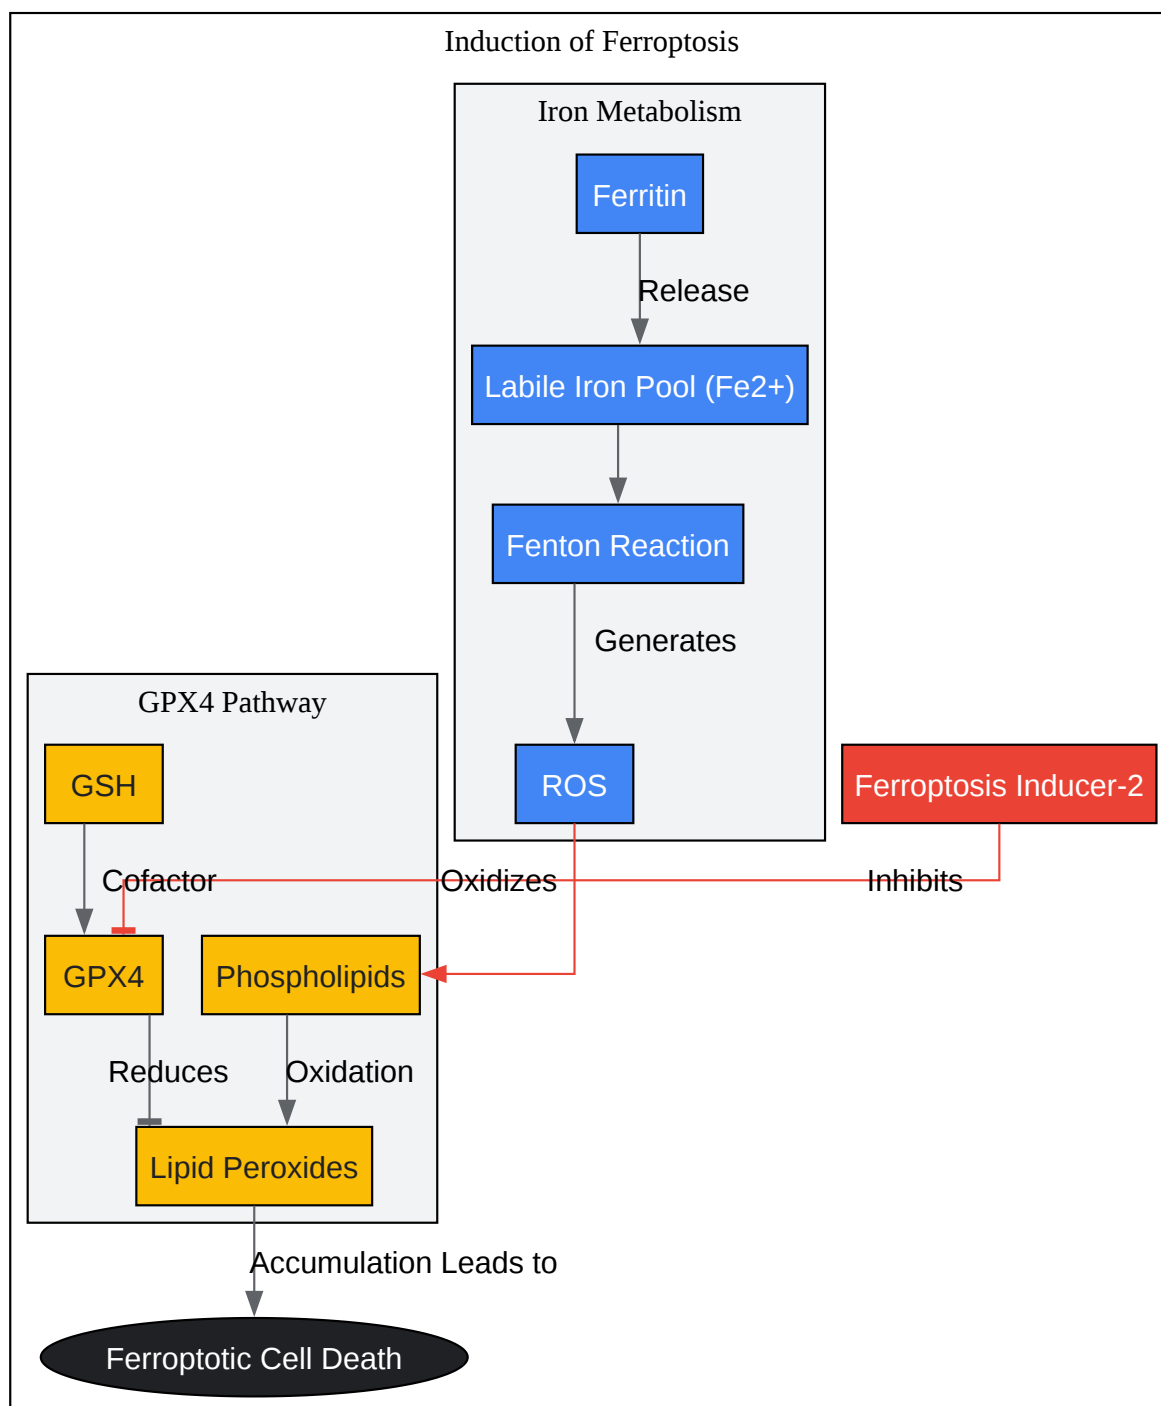 Induction of Ferroptosis
Iron Metabolism
Ferritin
Release
Labile Iron Pool (Fe2+)
Fenton Reaction
Generates
GPX4 Pathway
GSH
ROS
Ferroptosis Inducer-2
Cofactor
Oxidizes
Inhibits
GPX4
Phospholipids
Reduces
Oxidation
Lipid Peroxides
Accumulation Leads to
Ferroptotic Cell Death